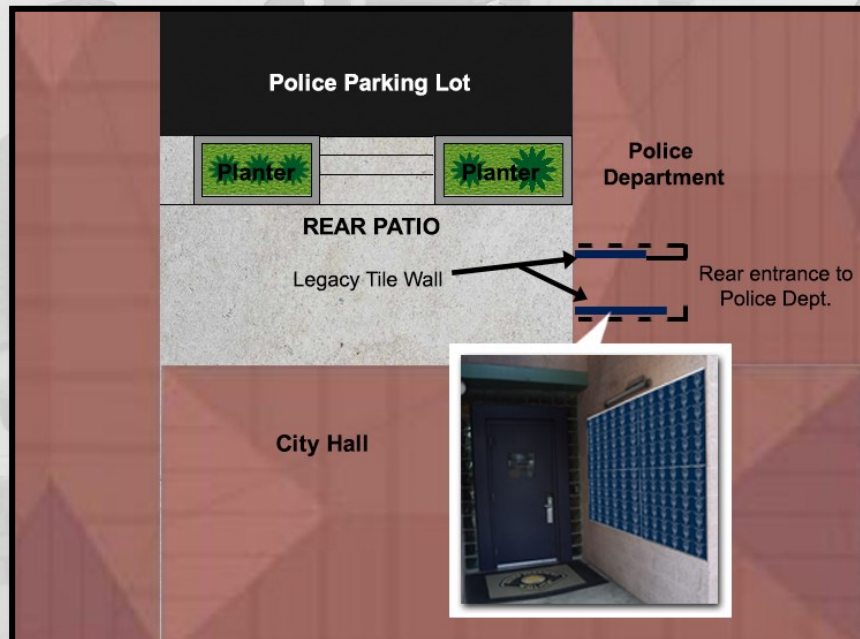 Police Parking Lot
Planter
Planter
Police
Department
REAR PATIO
Legacy Tile Wall
Rear entrance to
Police Dept.
City Hall